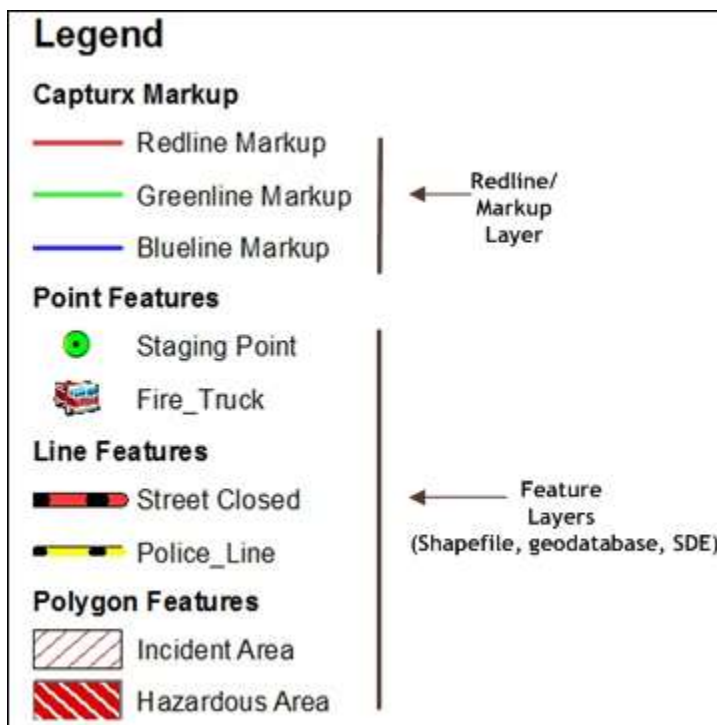 Legend
Capturx Markup
Redline Markup
Greenline Markup
Blueline Markup
Redline/
Markup
Layer
Point Features
Staging Point
Fire_Truck
Line Features
Street Closed
Police_Line
Feature
Layers
(Shapefile, geodatabase, SDE)
Polygon Features
Incident Area
Hazardous Area